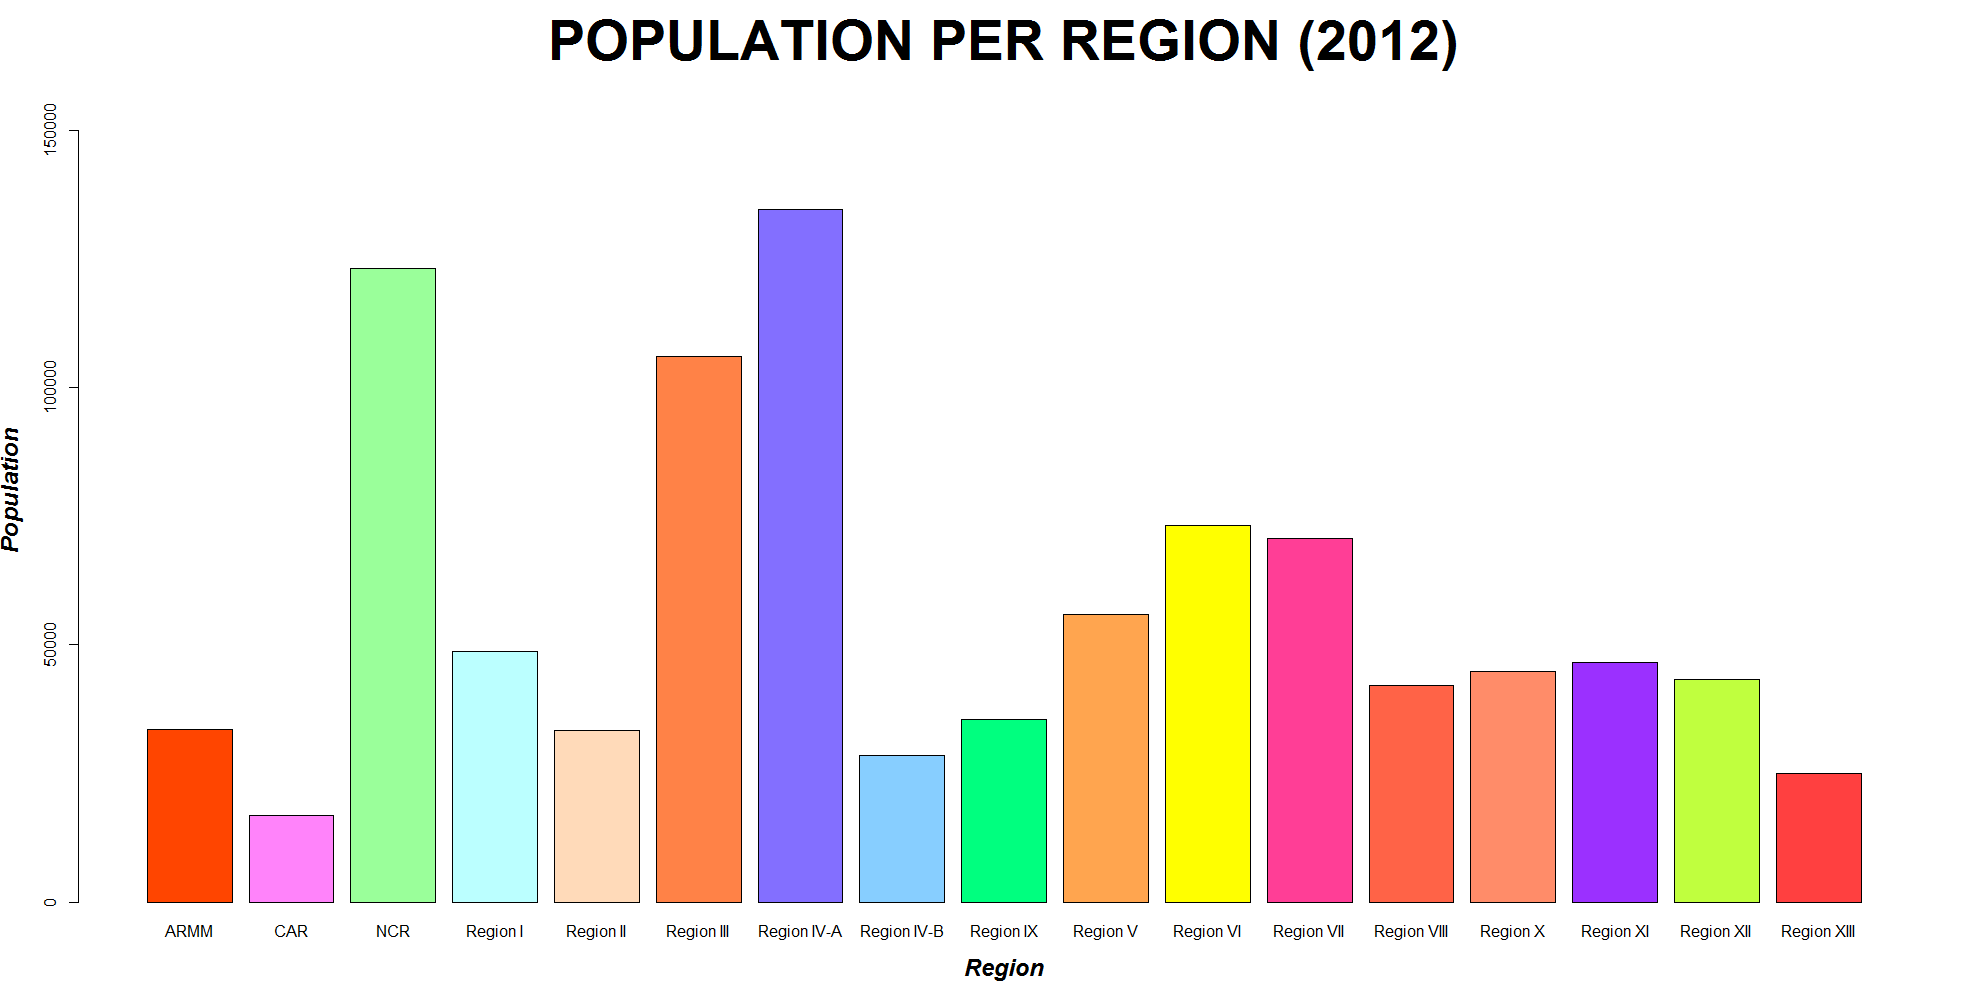 POPULATION PER REGION (2012)
150000
100000
50000
0
Population
ARMM CAR NCR Region I Region II Region III Region IV-A Region IV-B Region IX Region V Region VI Region VII Region VIII Region X Region XI Region XII Region XIII
Region